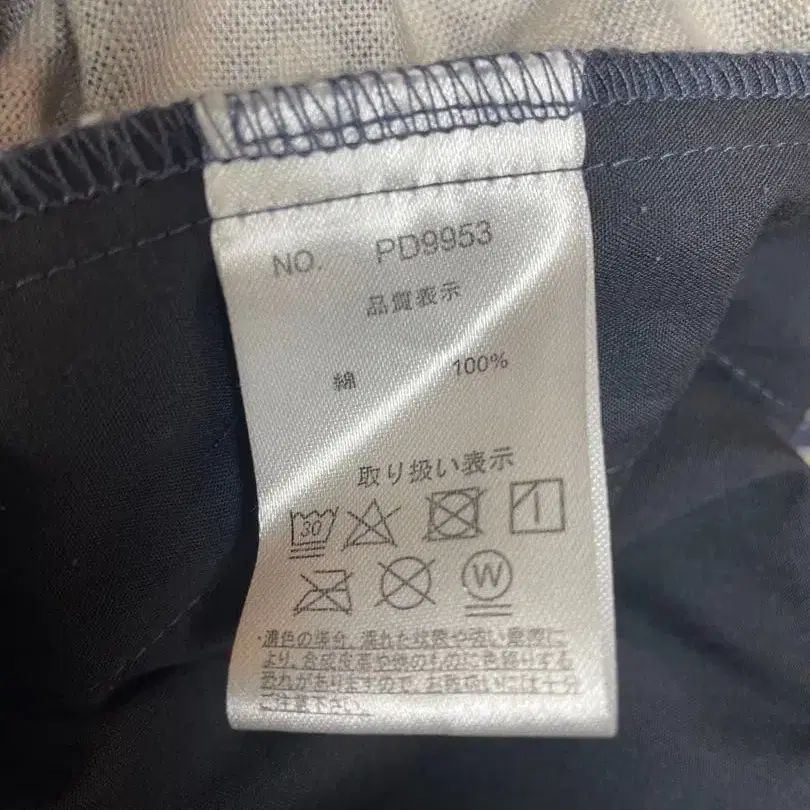 NO. PD9953
品質表示
綿 100%
取り扱い表示
30
W
・濃色の場合、濡れた状態や強い摩擦に
より、合成皮革や他のものに色移りする
恐れがありますので、お取扱いには十分
ご注意下さい